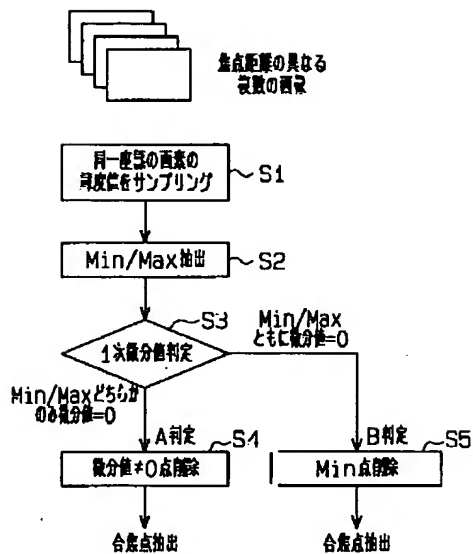 焦点距離の異なる
複数の画像
同一座標の画素の
輝度値をサンプリング
S1
Min/Max抽出
S2
S3
1次微分値判定
Min/Max
ともに微分値=0
Min/Maxどちらか
のみ微分値=0
A判定
S4
B判定
S5
微分値≠0点削除
Min点削除
合焦点抽出
合焦点抽出